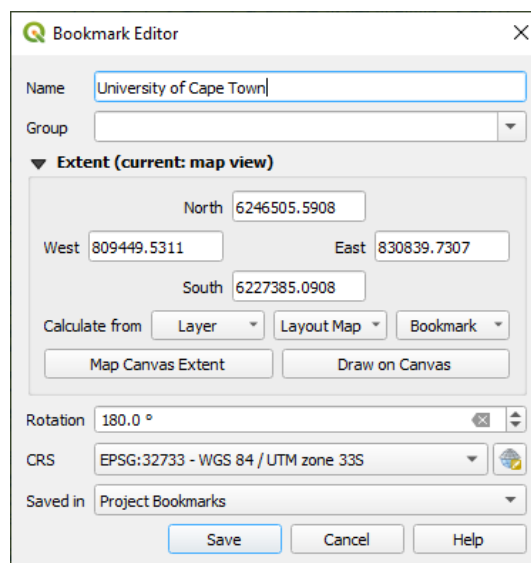 Bookmark Editor
Name University of Cape Town
Group
Extent (current: map view)
North 6246505.5908
West 809449.5311 East 830839.7307
South 6227385.0908
Calculate from Layer Layout Map Bookmark
Map Canvas Extent Draw on Canvas
Rotation 180.0 °
CRS EPSG:32733 - WGS 84 / UTM zone 33S
Saved in Project Bookmarks
Save Cancel Help